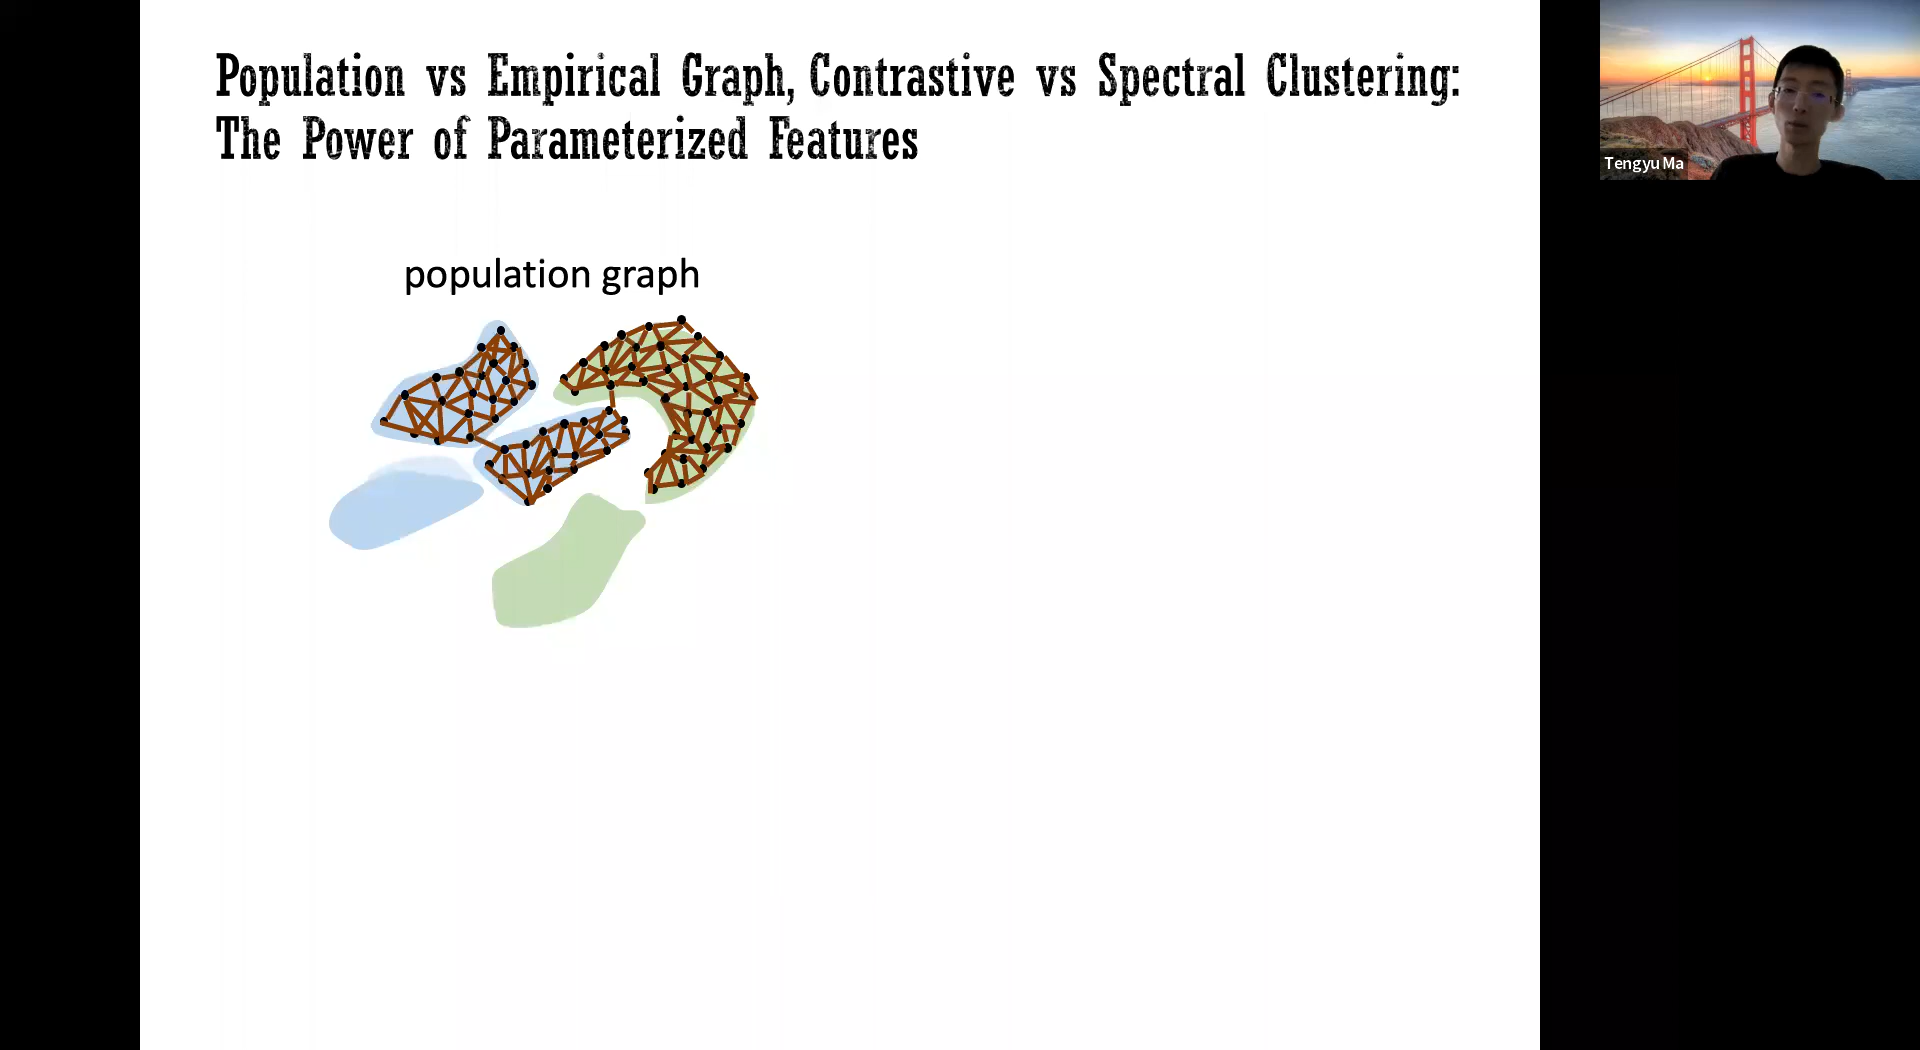 Population vs Empirical Graph, Contrastive vs Spectral Clustering:
The Power of Parameterized Features
Tengyu Ma
population graph